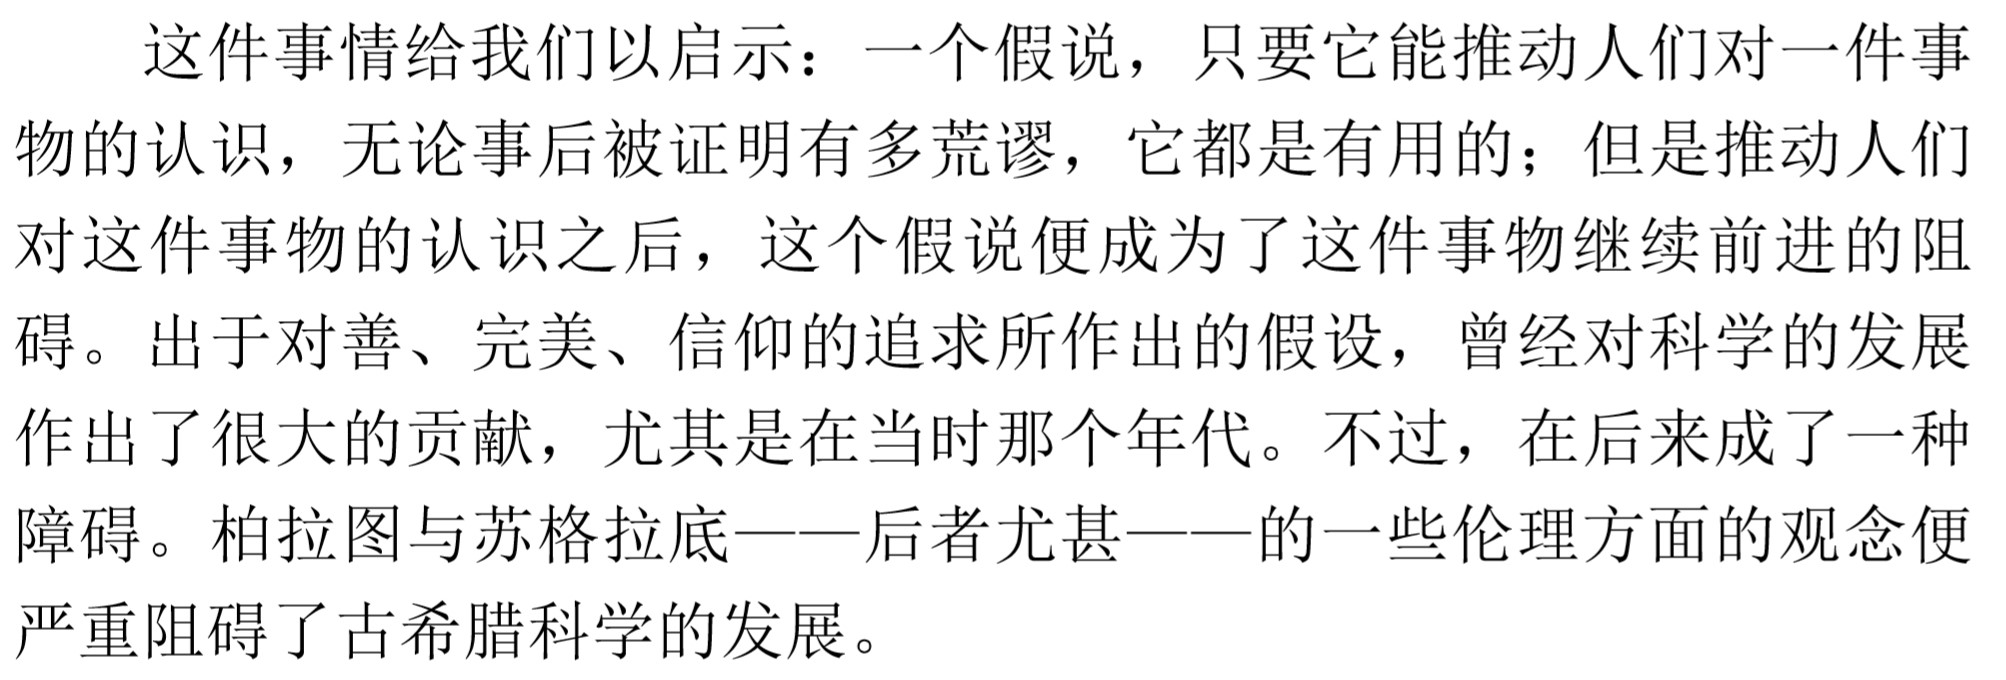 这件事情给我们以启示：一个假说，只要它能推动人们对一件事
物的认识，无论事后被证明有多荒谬，它都是有用的；但是推动人们
对这件事物的认识之后，这个假说便成为了这件事物继续前进的阻
碍。出于对善、完美、信仰的追求所作出的假设，曾经对科学的发展
作出了很大的贡献，尤其是在当时那个年代。不过，在后来成了一种
障碍。柏拉图与苏格拉底——后者尤甚——的一些伦理方面的观念便
严重阻碍了古希腊科学的发展。